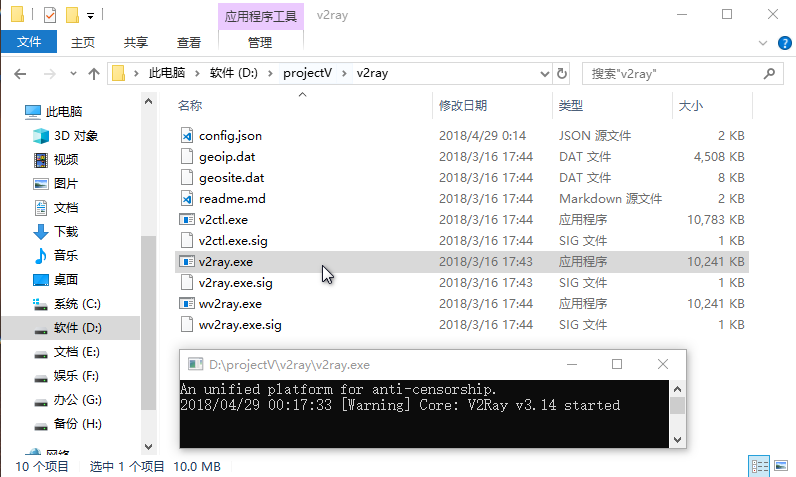 应用程序工具 v2ray
文件 主页 共享 查看 管理
此电脑 软件 (D:) projectV v2ray 搜索"v2ray"
名称 修改日期 类型 大小
此电脑
3D 对象
视频
图片
文档
下载
音乐
桌面
系统 (C:)
软件 (D:)
文档 (E:)
娱乐 (F:)
办公 (G:)
备份 (H:)
网络
config.json 2018/4/29 0:14 JSON 源文件 2 KB
geoip.dat 2018/3/16 17:44 DAT 文件 4,508 KB
geosite.dat 2018/3/16 17:44 DAT 文件 8 KB
readme.md 2018/3/16 17:44 Markdown 源文件 2 KB
v2ctl.exe 2018/3/16 17:44 应用程序 10,783 KB
v2ctl.exe.sig 2018/3/16 17:44 SIG 文件 1 KB
v2ray.exe 2018/3/16 17:43 应用程序 10,241 KB
v2ray.exe.sig 2018/3/16 17:43 SIG 文件 1 KB
wv2ray.exe 2018/3/16 17:44 应用程序 10,241 KB
wv2ray.exe.sig 2018/3/16 17:44 SIG 文件 1 KB
D:\projectV\v2ray\v2ray.exe
An unified platform for anti-censorship.
2018/04/29 00:17:33 [Warning] Core: V2Ray v3.14 started
10 个项目 选中 1 个项目 10.0 MB